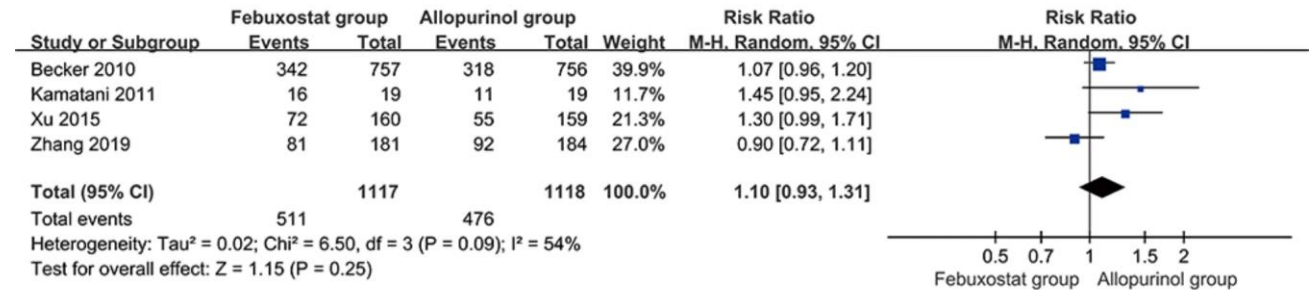 Febuxostat group Allopurinol group Risk Ratio Risk Ratio
Study or Subgroup Events Total Events Total Weight M-H, Random, 95% CI M-H, Random, 95% CI
Becker 2010 342 757 318 756 39.9% 1.07 [0.96, 1.20]
Kamatani 2011 16 19 11 19 11.7% 1.45 [0.95, 2.24]
Xu 2015 72 160 55 159 21.3% 1.30 [0.99, 1.71]
Zhang 2019 81 181 92 184 27.0% 0.90 [0.72, 1.11]
Total (95% CI) 1117 1118 100.0% 1.10 [0.93, 1.31]
Total events 511 476
Heterogeneity: Tau² = 0.02; Chi² = 6.50, df = 3 (P = 0.09); I² = 54%
Test for overall effect: Z = 1.15 (P = 0.25)
0.5 0.7 1 1.5 2
Febuxostat group Allopurinol group